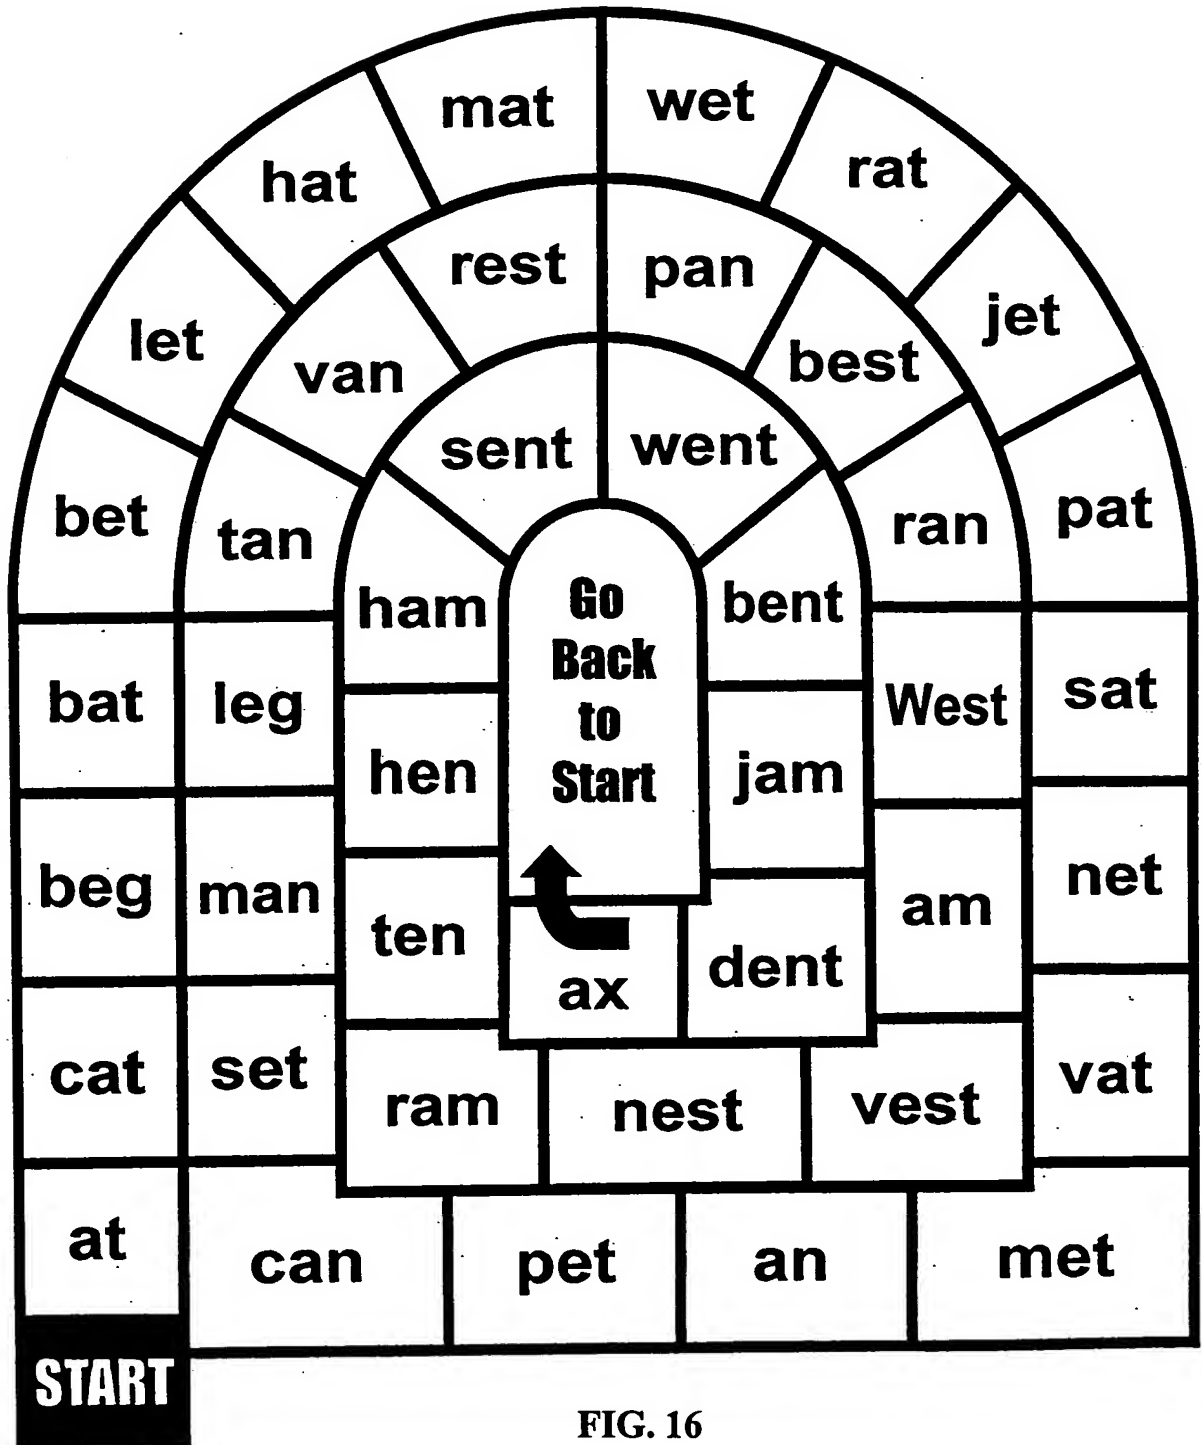 START
at
cat
beg
bat
bet
let
hat
mat
wet
rat
jet
pat
sat
net
vat
met
an
pet
can
set
man
leg
tan
van
rest
pan
best
ran
West
am
vest
nest
ram
ten
hen
ham
sent
went
bent
jam
dent
ax
Go
Back
to
Start
FIG. 16